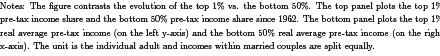 Notes: The figure contrasts the evolution of the top 1% vs. the bottom 50%. The top panel plots the top 1%
pre-tax income share and the bottom 50% pre-tax income share since 1962. The bottom panel plots the top 1%
real average pre-tax income (on the left y-axis) and the bottom 50% real average pre-tax income (on the righ
x-axis). The unit is the individual adult and incomes within married couples are split equally.